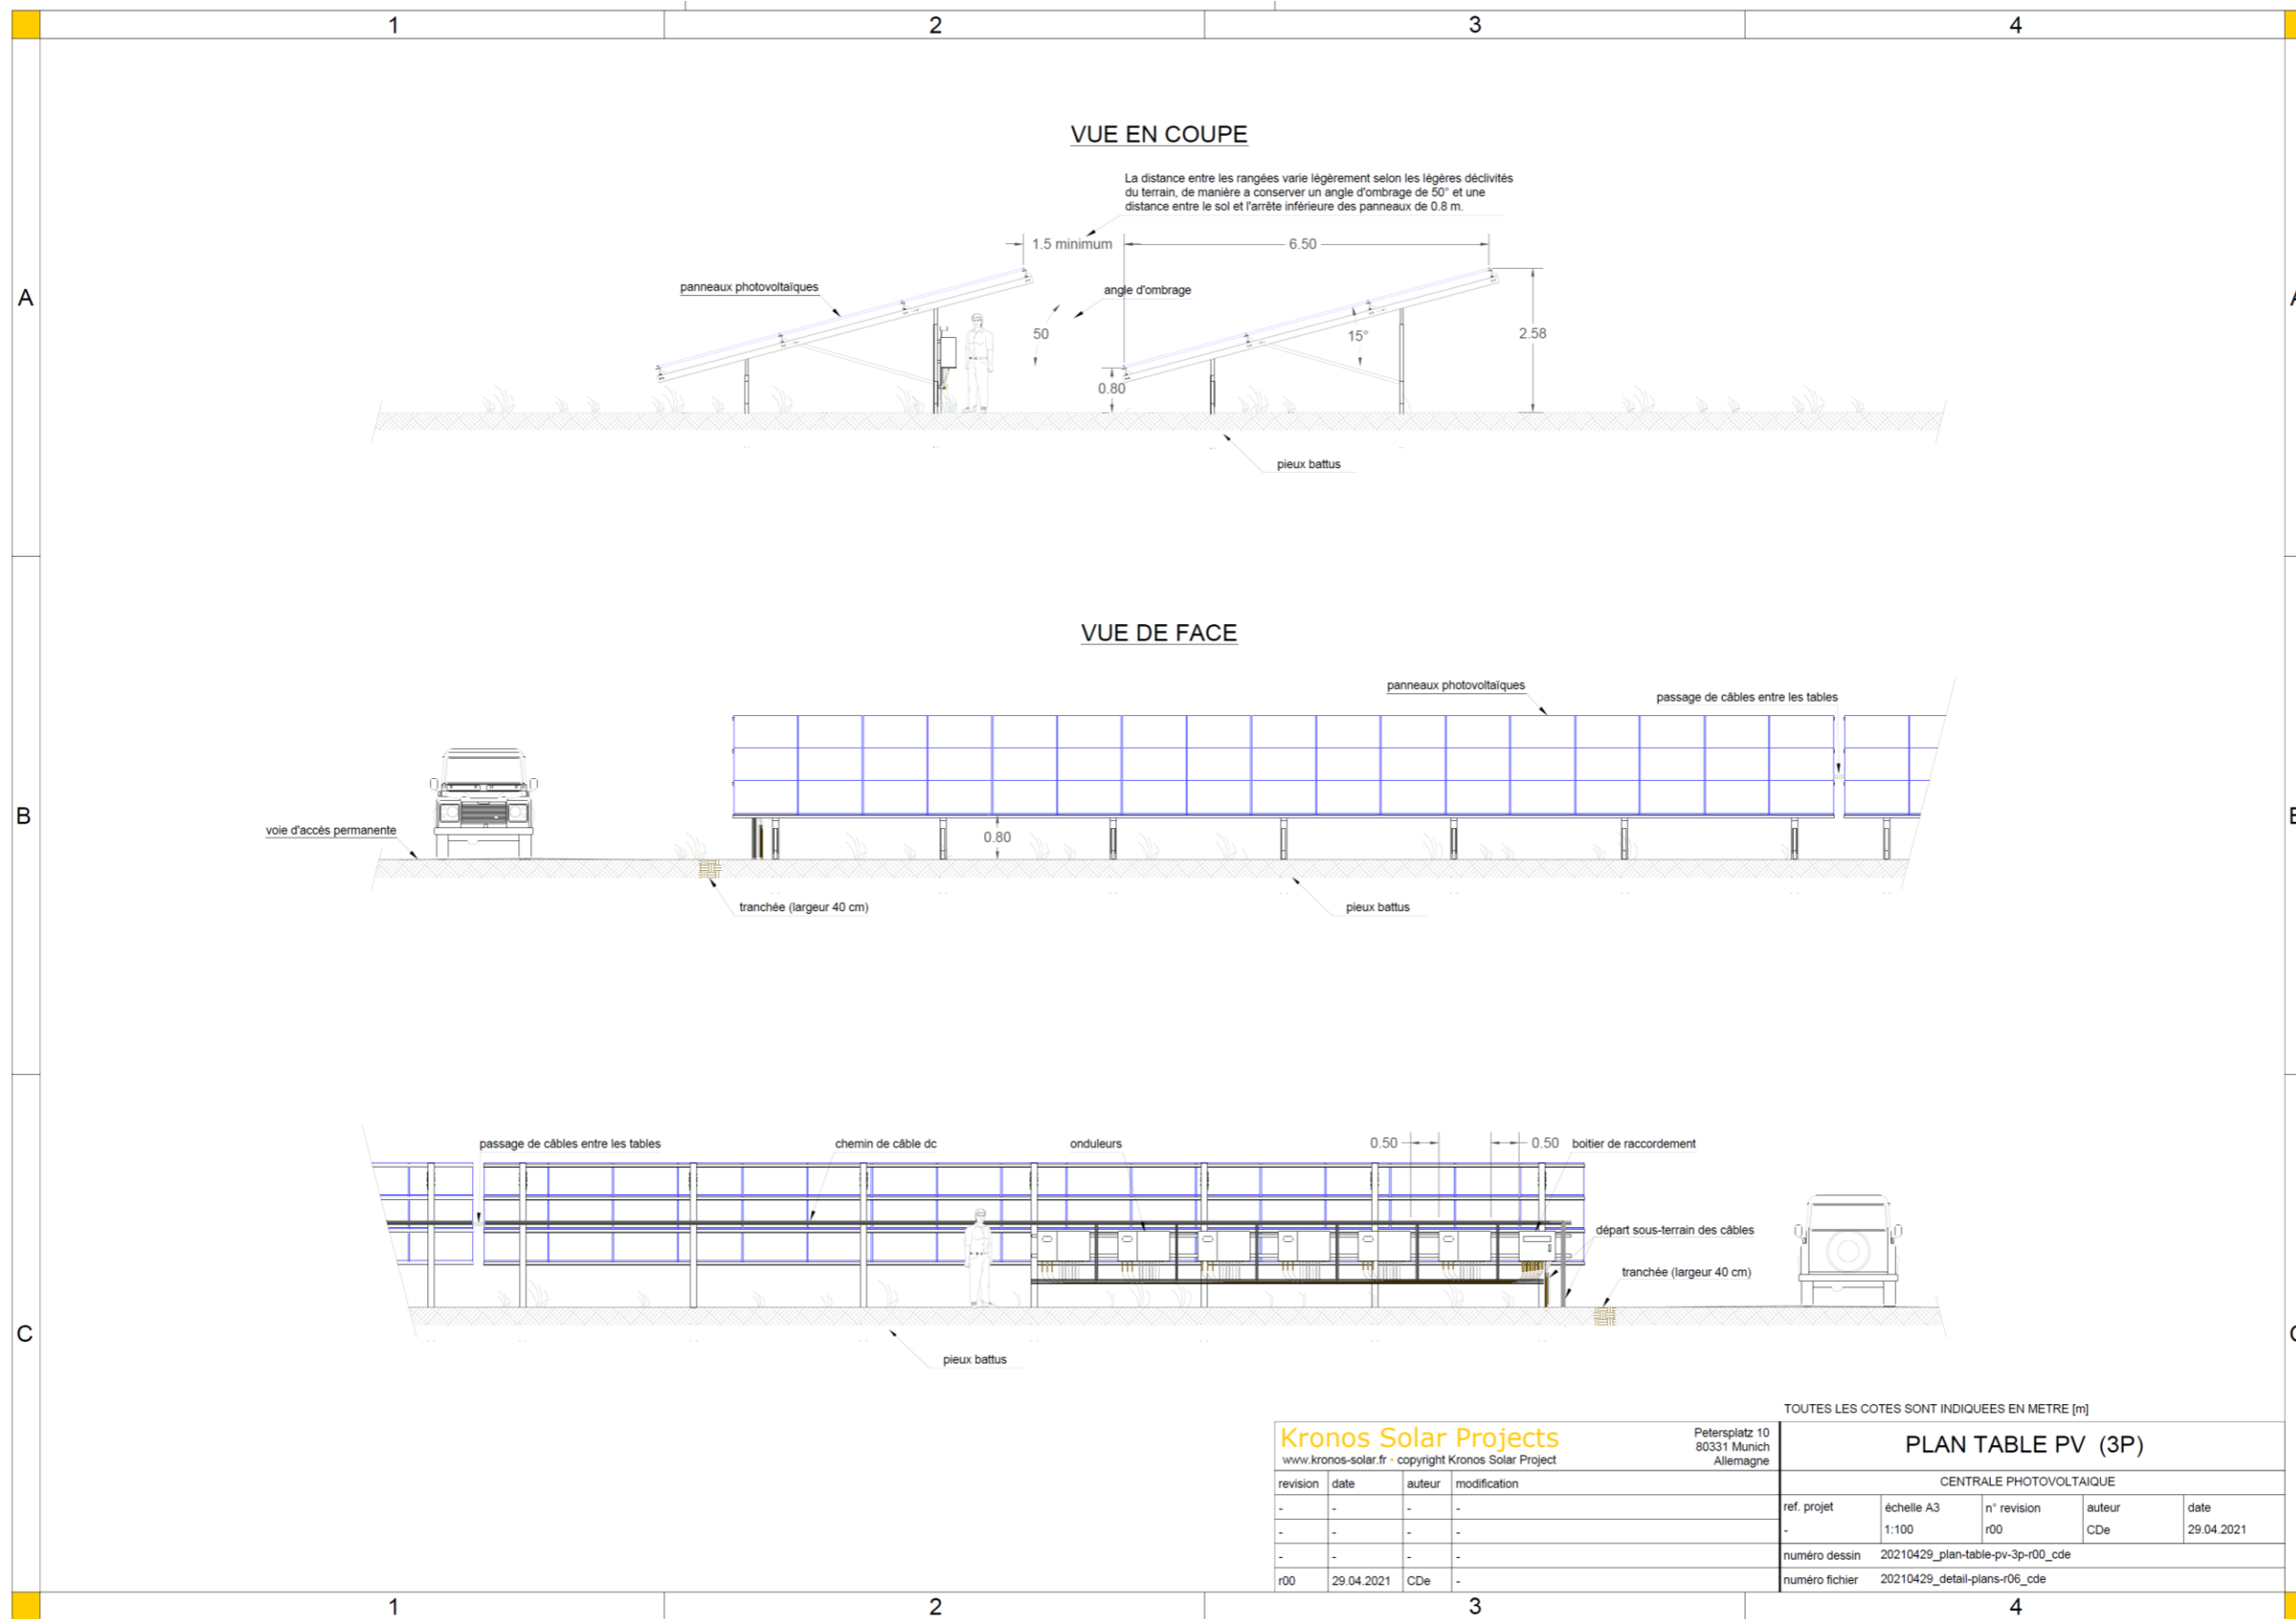 1 2 3 4
VUE EN COUPE
La distance entre les rangées varie légèrement selon les légères déclivités
du terrain, de manière a conserver un angle d'ombrage de 50° et une
distance entre le sol et l'arrête inférieure des panneaux de 0.8 m.
1.5 minimum 6.50
A
panneaux photovoltaïques
angle d'ombrage
50
15°
2.58
0.80
pieux battus
VUE DE FACE
panneaux photovoltaïques
passage de câbles entre les tables
B
voie d'accès permanente
0.80
tranchée (largeur 40 cm)
pieux battus
passage de câbles entre les tables
chemin de câble dc
onduleurs
0.50
0.50
boitier de raccordement
départ sous-terrain des câbles
tranchée (largeur 40 cm)
C
pieux battus
TOUTES LES COTES SONT INDIQUEES EN METRE [m]
Kronos Solar Projects
www.kronos-solar.fr - copyright Kronos Solar Project
Petersplatz 10
80331 Munich
Allemagne
revision date auteur modification
- - - -
- - - -
- - - -
r00 29.04.2021 CDe -
PLAN TABLE PV (3P)
CENTRALE PHOTOVOLTAIQUE
ref. projet échelle A3 n° revision auteur date
- 1:100 r00 CDe 29.04.2021
numéro dessin 20210429_plan-table-pv-3p-r00_cde
numéro fichier 20210429_detail-plans-r06_cde
1 2 3 4